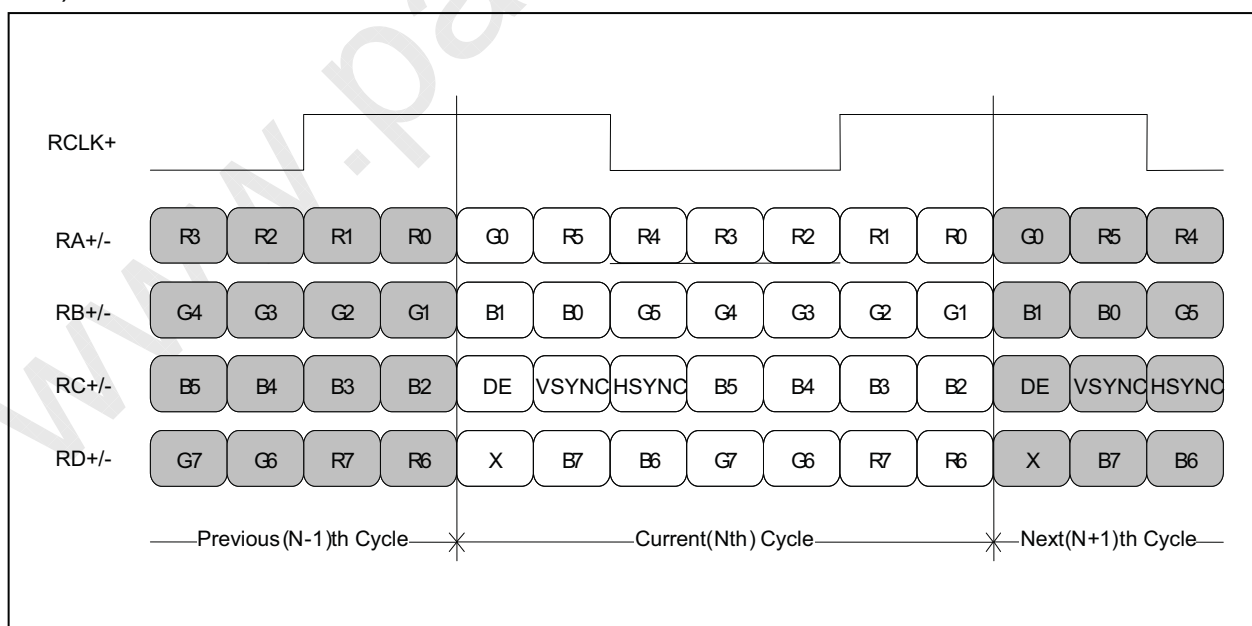 www.pa
RCLK+
RA+/- R3 R2 R1 R0 G0 R5 R4 R3 R2 R1 R0 G0 R5 R4
RB+/- G4 G3 G2 G1 B1 B0 G5 G4 G3 G2 G1 B1 B0 G5
RC+/- B5 B4 B3 B2 DE VSYNC HSYNC B5 B4 B3 B2 DE VSYNC HSYNC
RD+/- G7 G6 R7 R6 X B7 B6 G7 G6 R7 R6 X B7 B6
Previous(N-1)th Cycle Current(Nth) Cycle Next(N+1)th Cycle